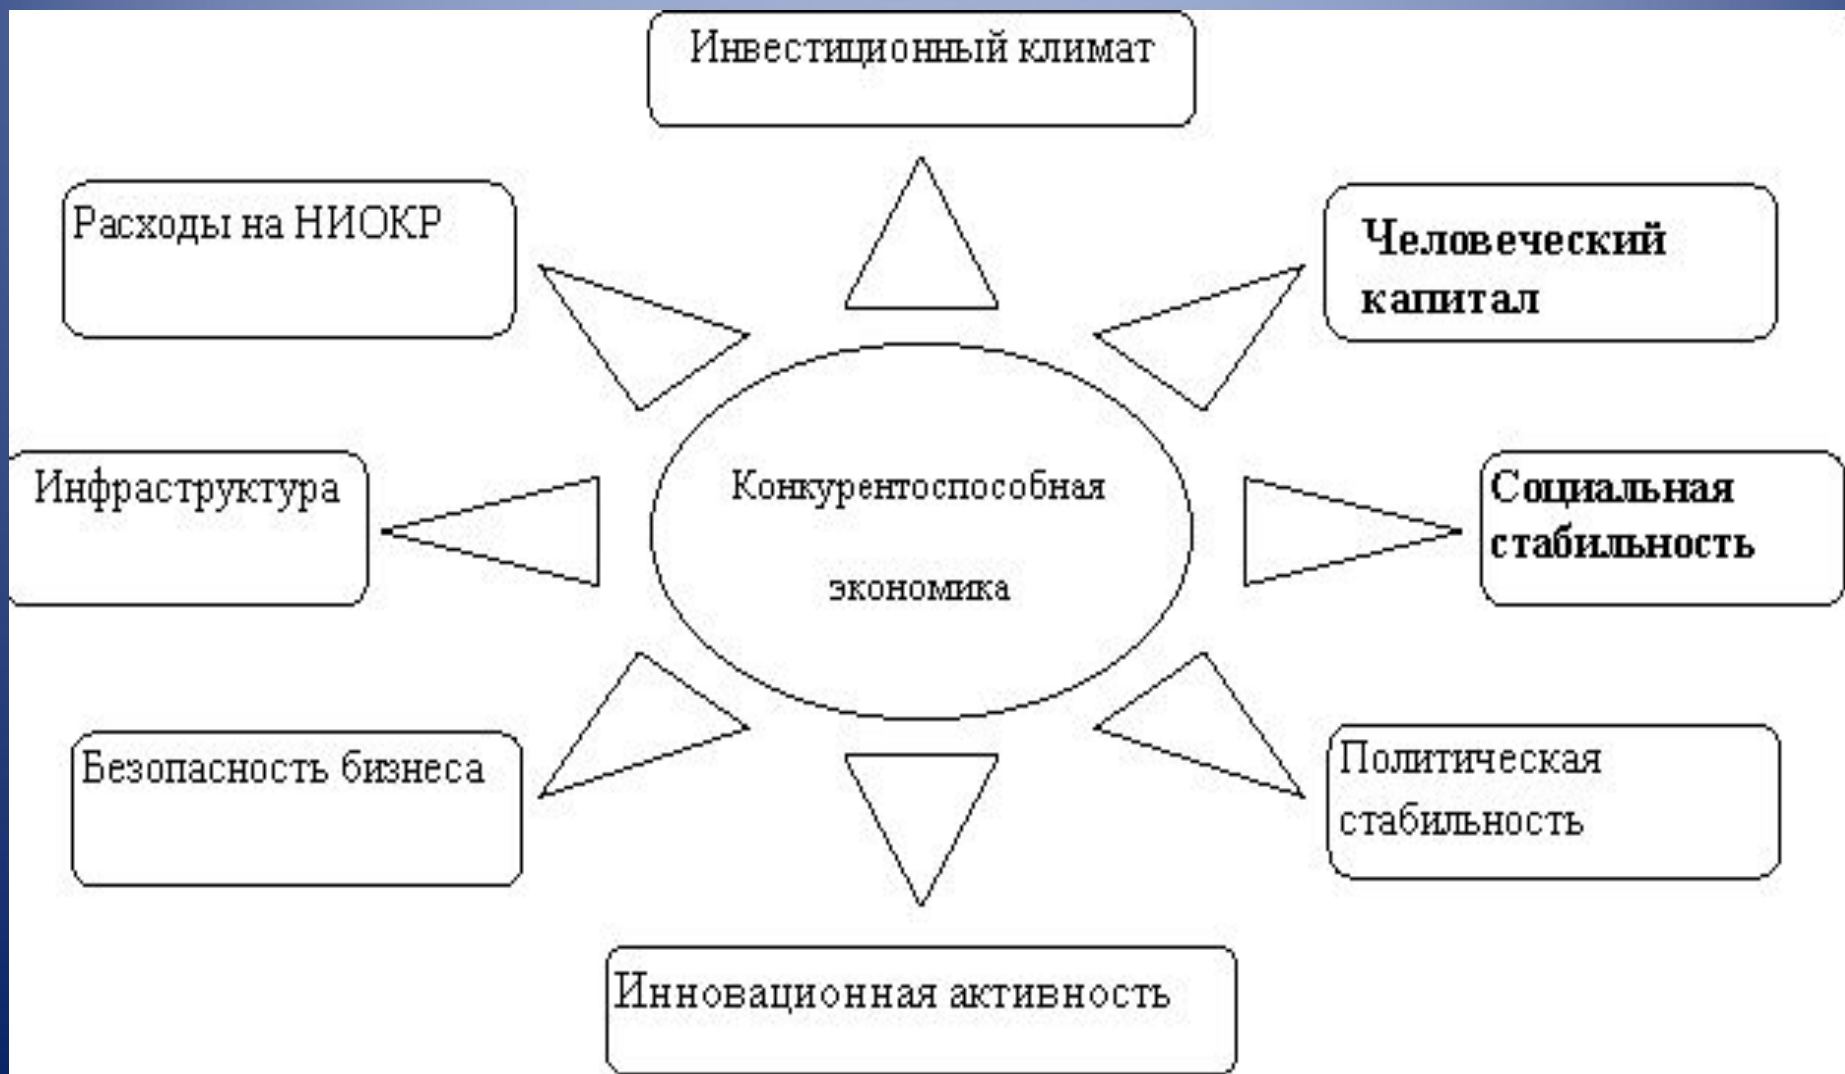 Инвестиционный климат
Расходы на НИОКР
Человеческий
капитал
Инфраструктура
Конкурентоспособная
экономика
Социальная
стабильность
Безопасность бизнеса
Политическая
стабильность
Инновационная активность